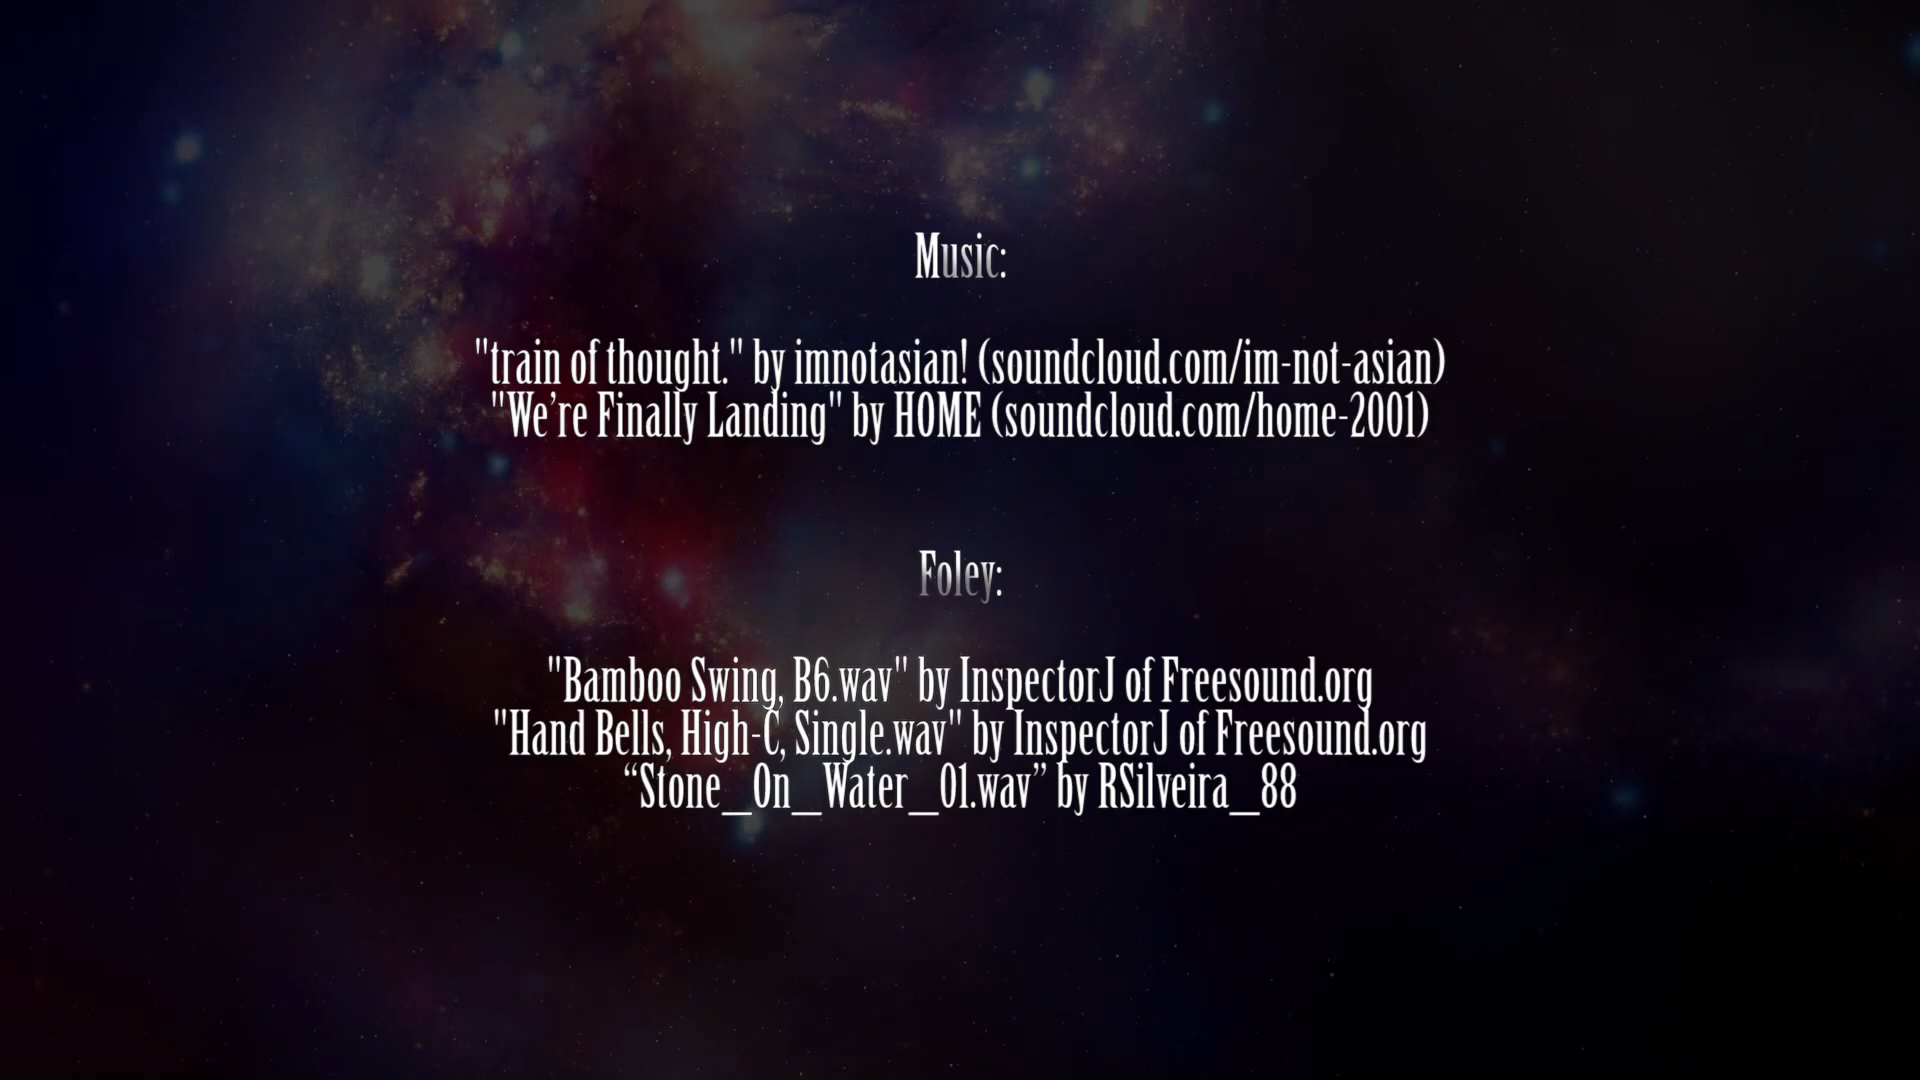 Music:
"train of thought." by imnotasian! (soundcloud.com/im-not-asian)
"We’re Finally Landing" by HOME (soundcloud.com/home-2001)
Foley:
"Bamboo Swing, B6.wav" by InspectorJ of Freesound.org
"Hand Bells, High-C, Single.wav" by InspectorJ of Freesound.org
“Stone_On_Water_01.wav” by RSilveira_88